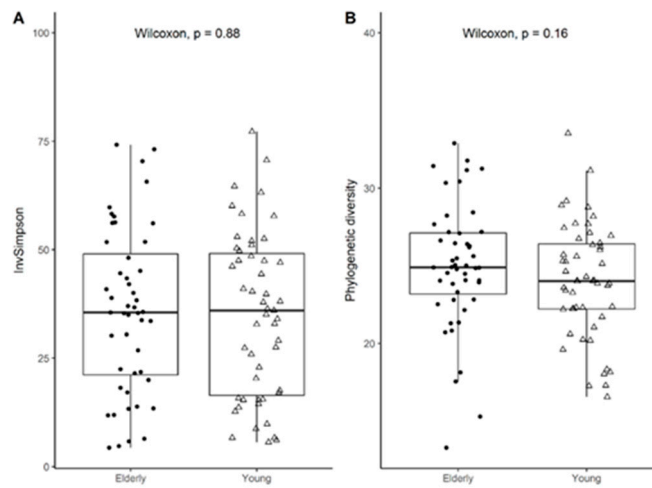 A
Wilcoxon, p = 0.88
InvSimpson
100
75
50
25
0
Elderly Young
B
Wilcoxon, p = 0.16
Phylogenetic diversity
40
30
20
Elderly Young